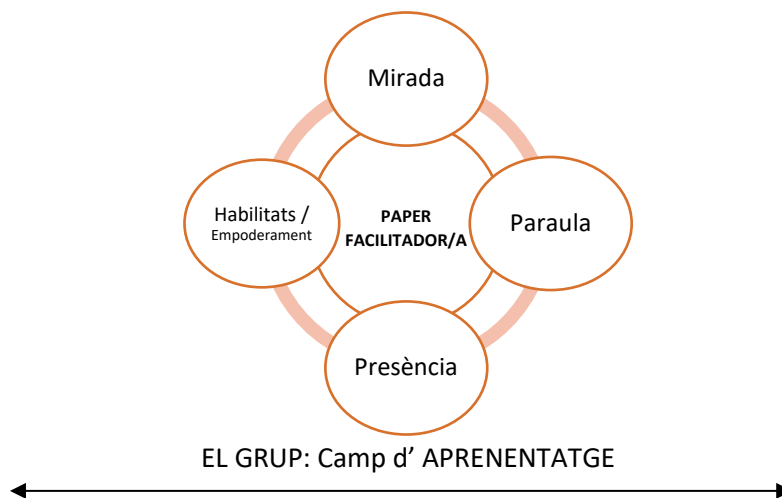 Mirada
Habilitats /
Empoderament
PAPER
FACILITADOR/A
Paraula
Presència
EL GRUP: Camp d’ APRENENTATGE